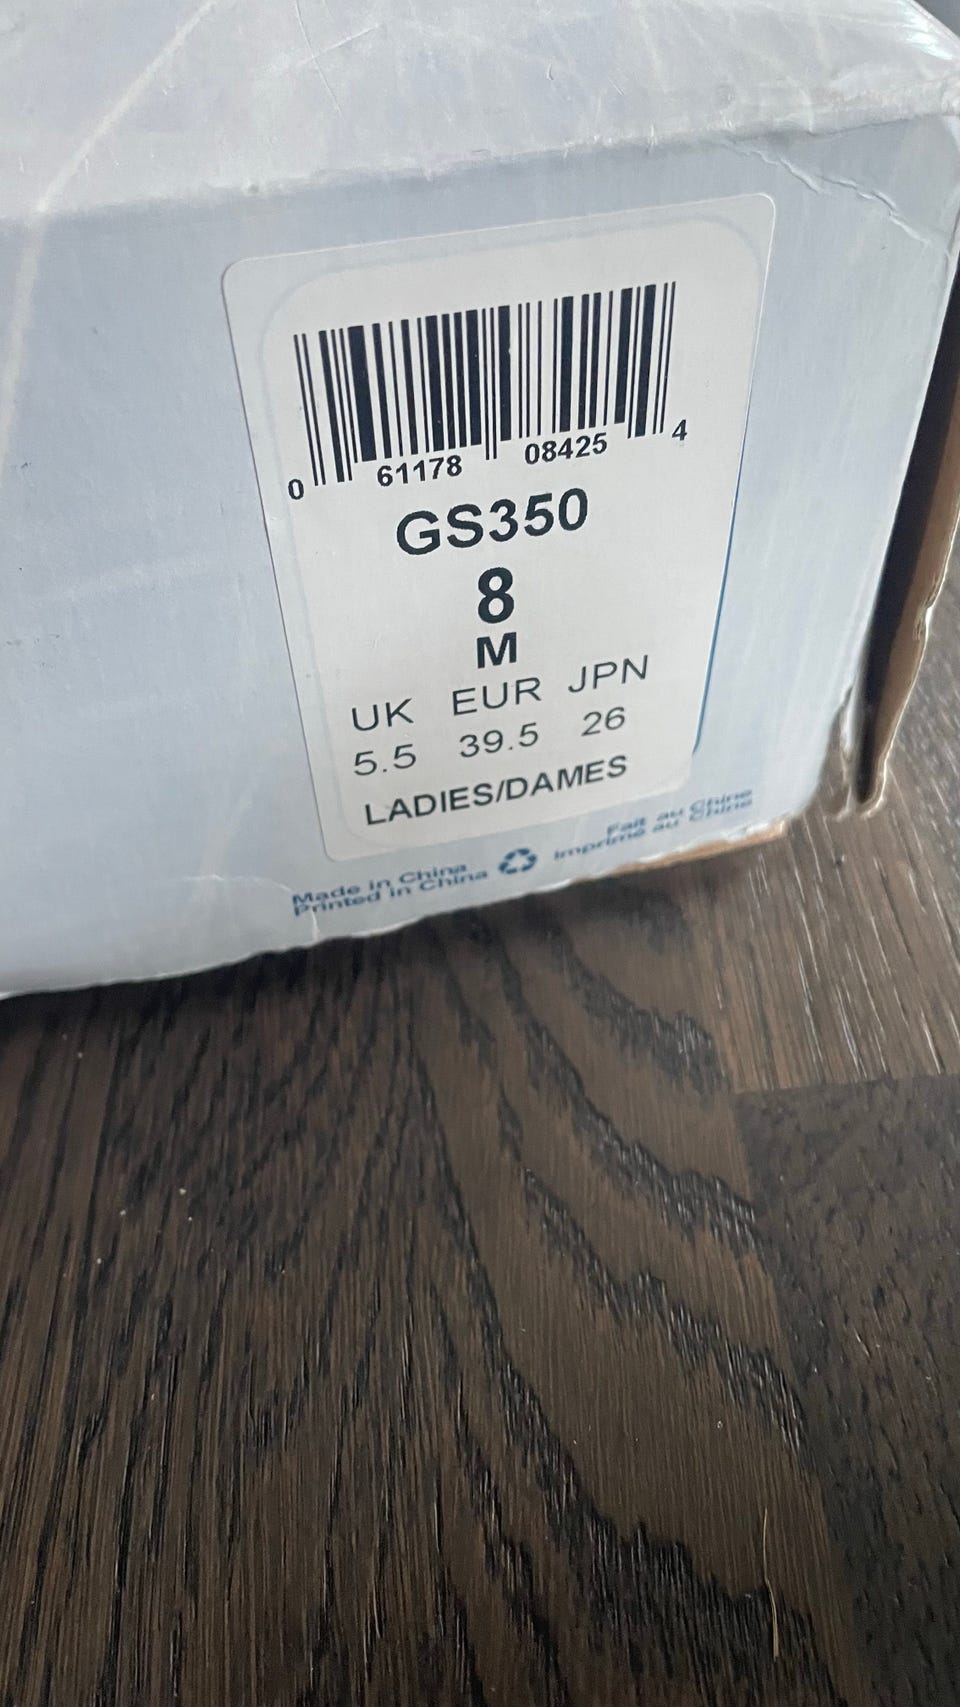 0 61178 08425 4
GS350
8
M
UK EUR JPN
5.5 39.5 26
LADIES/DAMES
Made in China
Printed in China
Fait au Chine
Imprimé au Chine